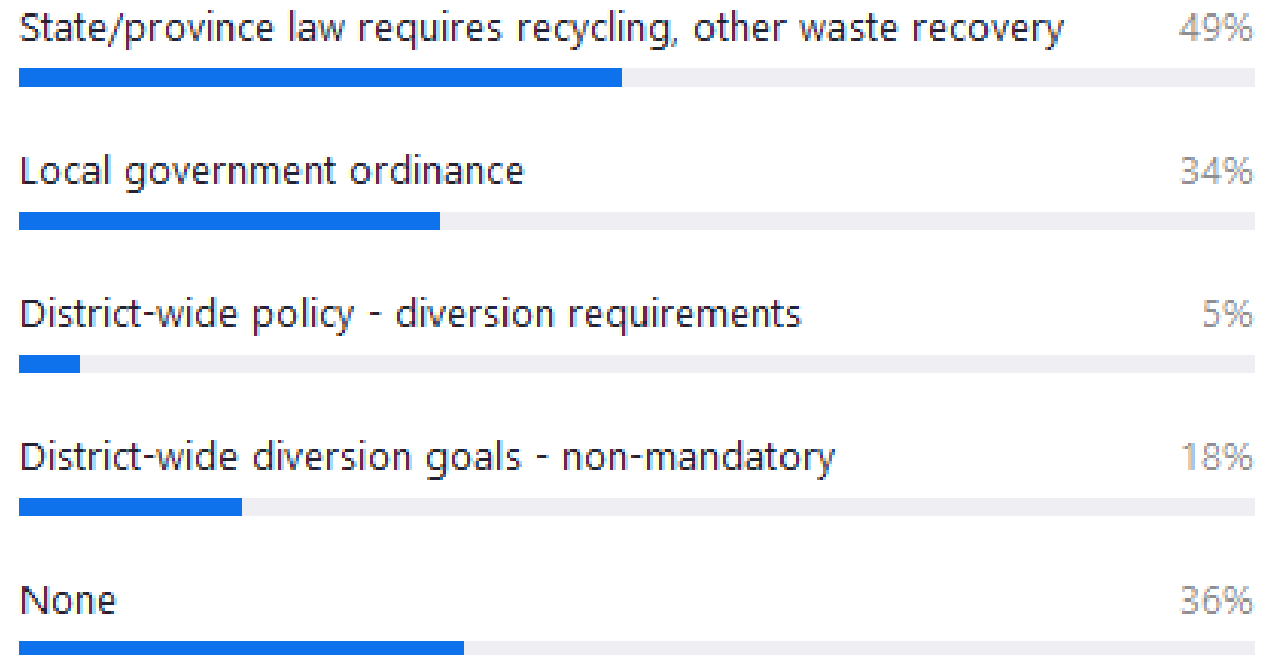 State/province law requires recycling, other waste recovery 49%
Local government ordinance 34%
District-wide policy - diversion requirements 5%
District-wide diversion goals - non-mandatory 18%
None 36%